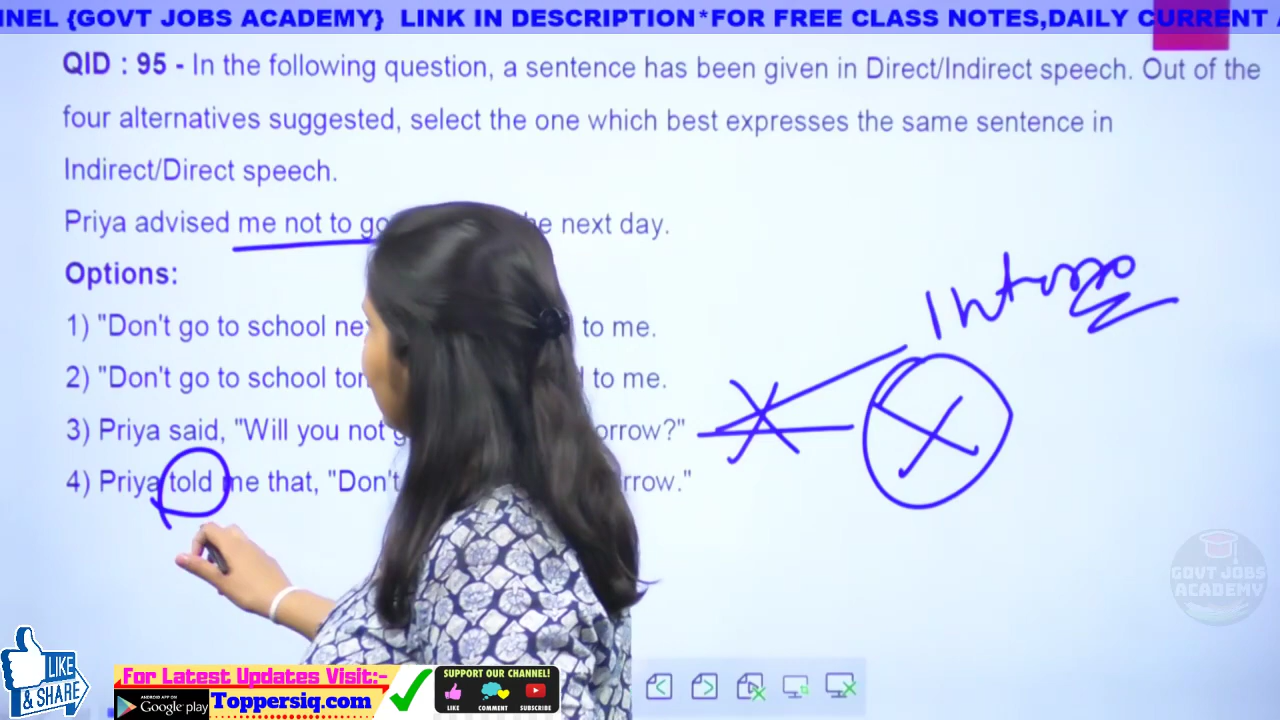 NEL {GOVT JOBS ACADEMY} LINK IN DESCRIPTION*FOR FREE CLASS NOTES,DAILY CURRENT
QID : 95 - In the following question, a sentence has been given in Direct/Indirect speech. Out of the
four alternatives suggested, select the one which best expresses the same sentence in
Indirect/Direct speech.
Priya advised me not to go next day.
Options:
1) "Don't go to school to me.
2) "Don't go to school to me.
3) Priya said, "Will you not
4) Priya told me that, "Don't
GOVT JOBS
ACADEMY
LIKE
& SHARE
For Latest Updates Visit:-
ANDROID APP ON
Google play
Toppersiq.com
SUPPORT OUR CHANNEL!
LIKE COMMENT SUBSCRIBE